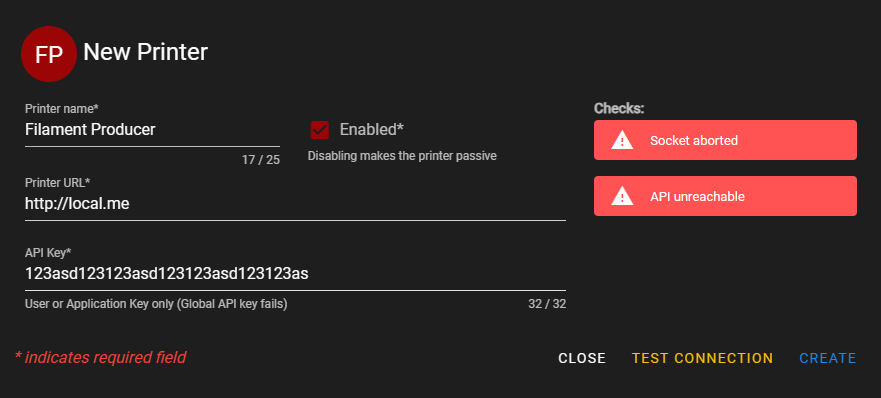 FP New Printer
Printer name*
Filament Producer
17 / 25
Enabled*
Disabling makes the printer passive
Printer URL*
http://local.me
API Key*
123asd123123asd123123asd123123as
User or Application Key only (Global API key fails)
32 / 32
Checks:
Socket aborted
API unreachable
* indicates required field
CLOSE
TEST CONNECTION
CREATE